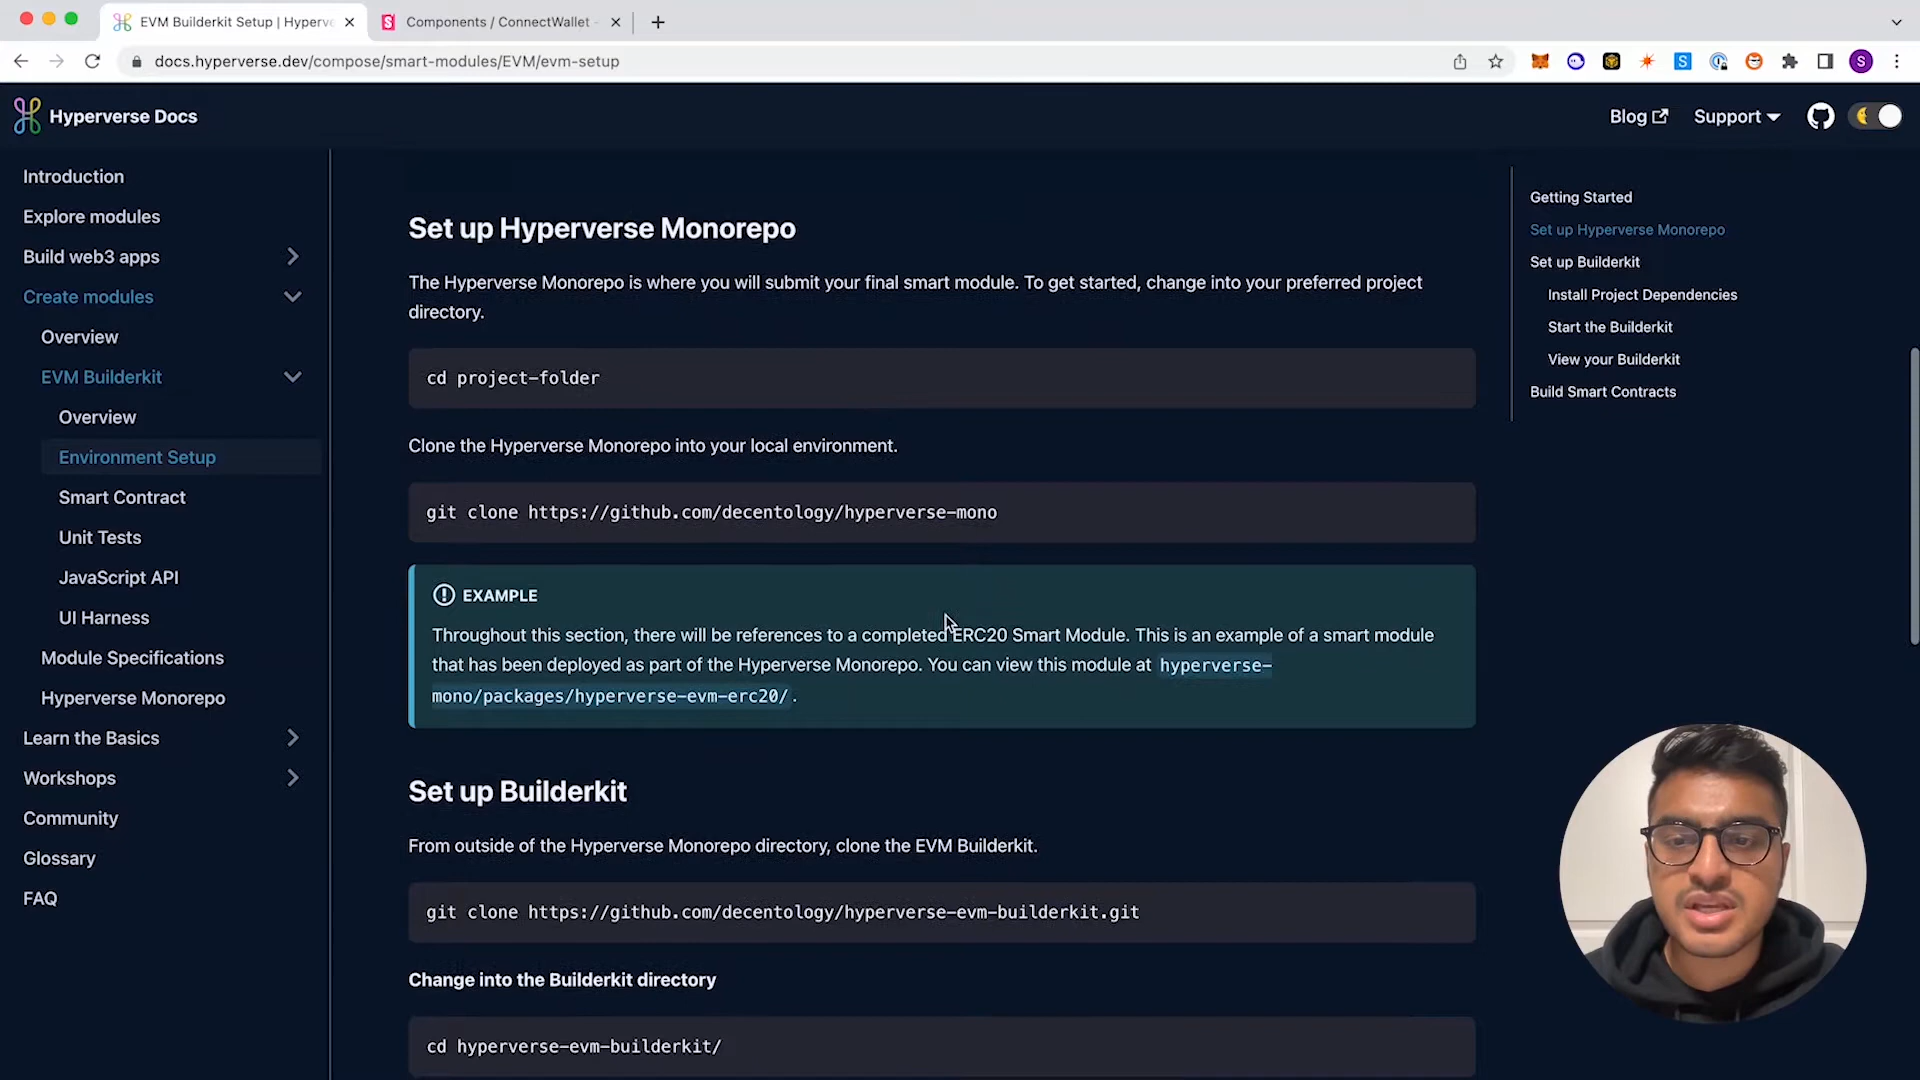 EVM Builderkit Setup | Hyperve
Components / ConnectWallet
docs.hyperverse.dev/compose/smart-modules/EVM/evm-setup
S
Hyperverse Docs
Blog
Support
Introduction
Explore modules
Build web3 apps
Create modules
Overview
EVM Builderkit
Overview
Environment Setup
Smart Contract
Unit Tests
JavaScript API
UI Harness
Module Specifications
Hyperverse Monorepo
Learn the Basics
Workshops
Community
Glossary
FAQ
Set up Hyperverse Monorepo
The Hyperverse Monorepo is where you will submit your final smart module. To get started, change into your preferred project
directory.
cd project-folder
Clone the Hyperverse Monorepo into your local environment.
git clone https://github.com/decentology/hyperverse-mono
EXAMPLE
Throughout this section, there will be references to a completed ERC20 Smart Module. This is an example of a smart module
that has been deployed as part of the Hyperverse Monorepo. You can view this module at hyperverse-
mono/packages/hyperverse-evm-erc20/ .
Set up Builderkit
From outside of the Hyperverse Monorepo directory, clone the EVM Builderkit.
git clone https://github.com/decentology/hyperverse-evm-builderkit.git
Change into the Builderkit directory
cd hyperverse-evm-builderkit/
Getting Started
Set up Hyperverse Monorepo
Set up Builderkit
Install Project Dependencies
Start the Builderkit
View your Builderkit
Build Smart Contracts